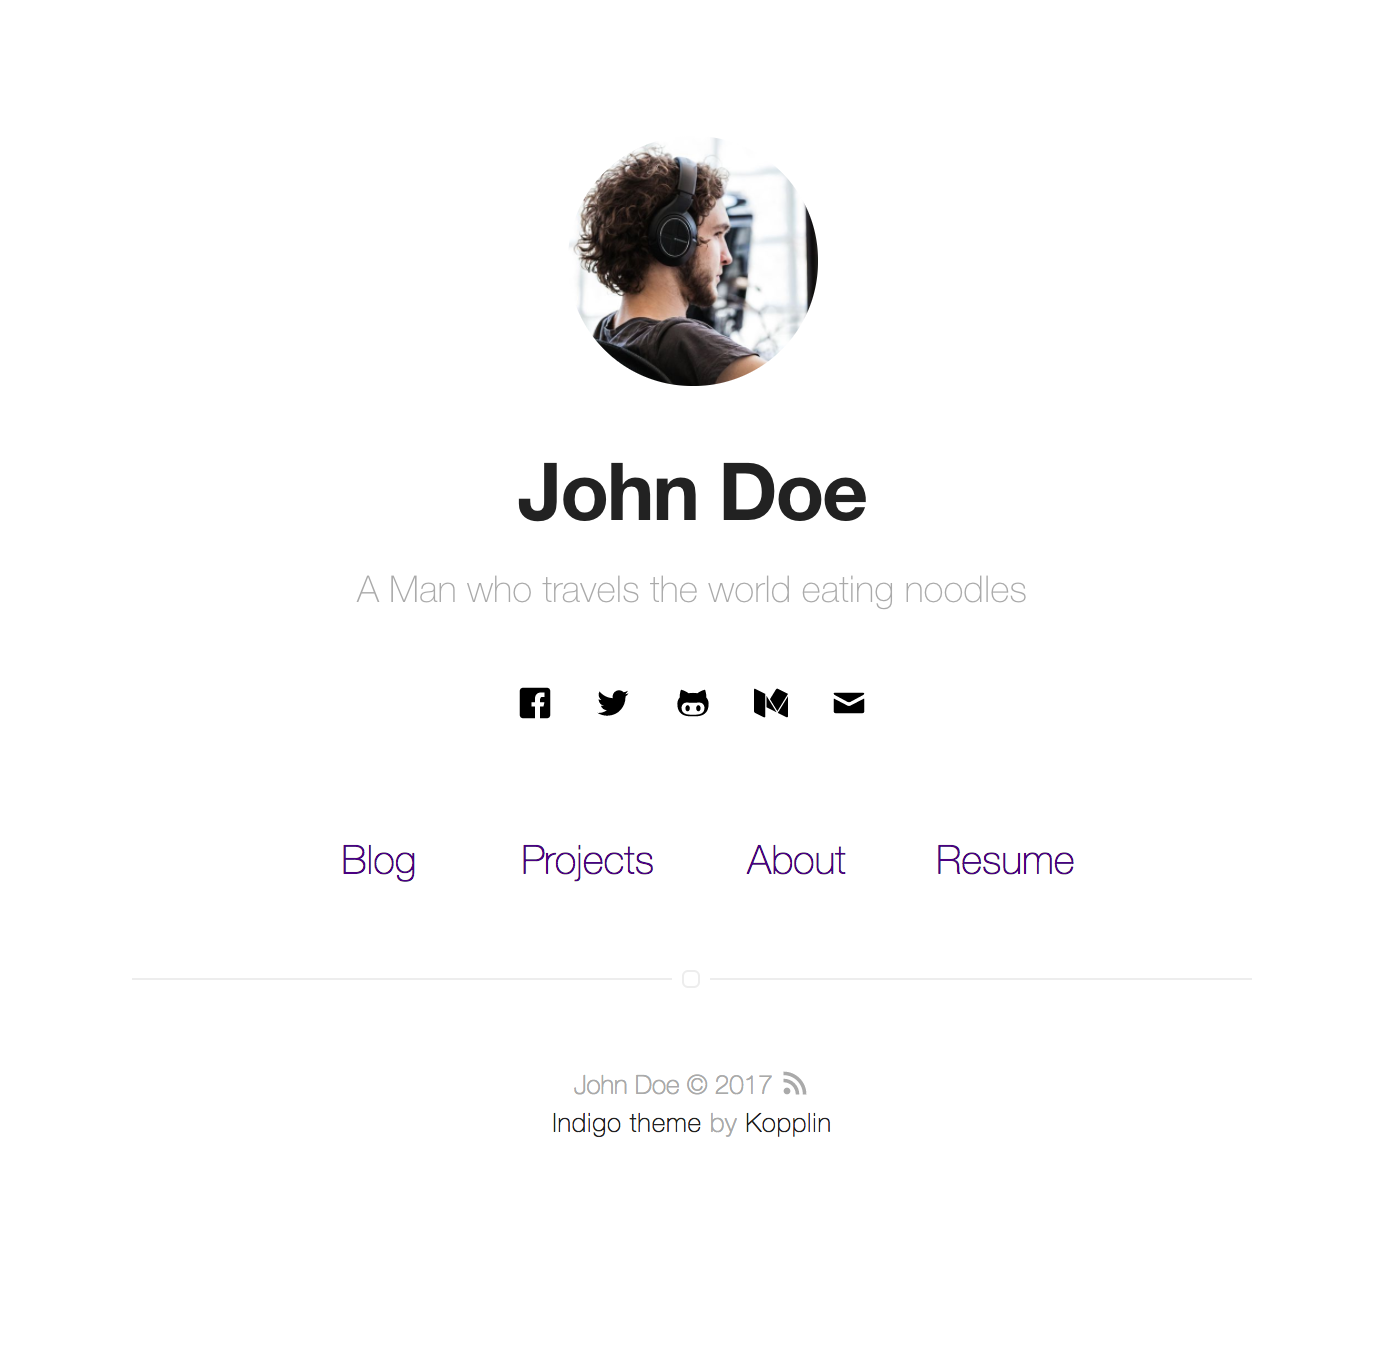 John Doe
A Man who travels the world eating noodles
Blog Projects About Resume
John Doe © 2017
Indigo theme by Kopplin